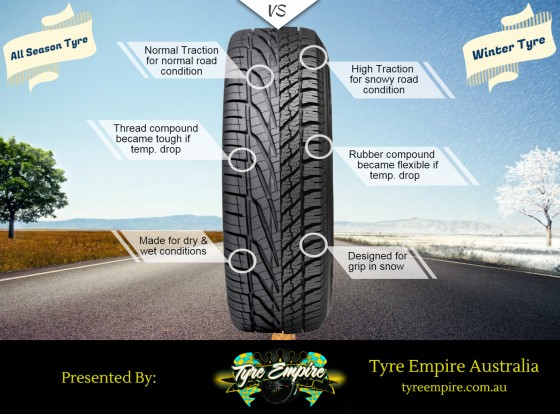 VS
All Season Tyre
Winter Tyre
Normal Traction
for normal road
condition
High Traction
for snowy road
condition
Thread compound
became tough if
temp. drop
Rubber compound
became flexible if
temp. drop
Made for dry &
wet conditions
Designed for
grip in snow
Presented By:
Tyre Empire
Tyre Empire Australia
tyreempire.com.au